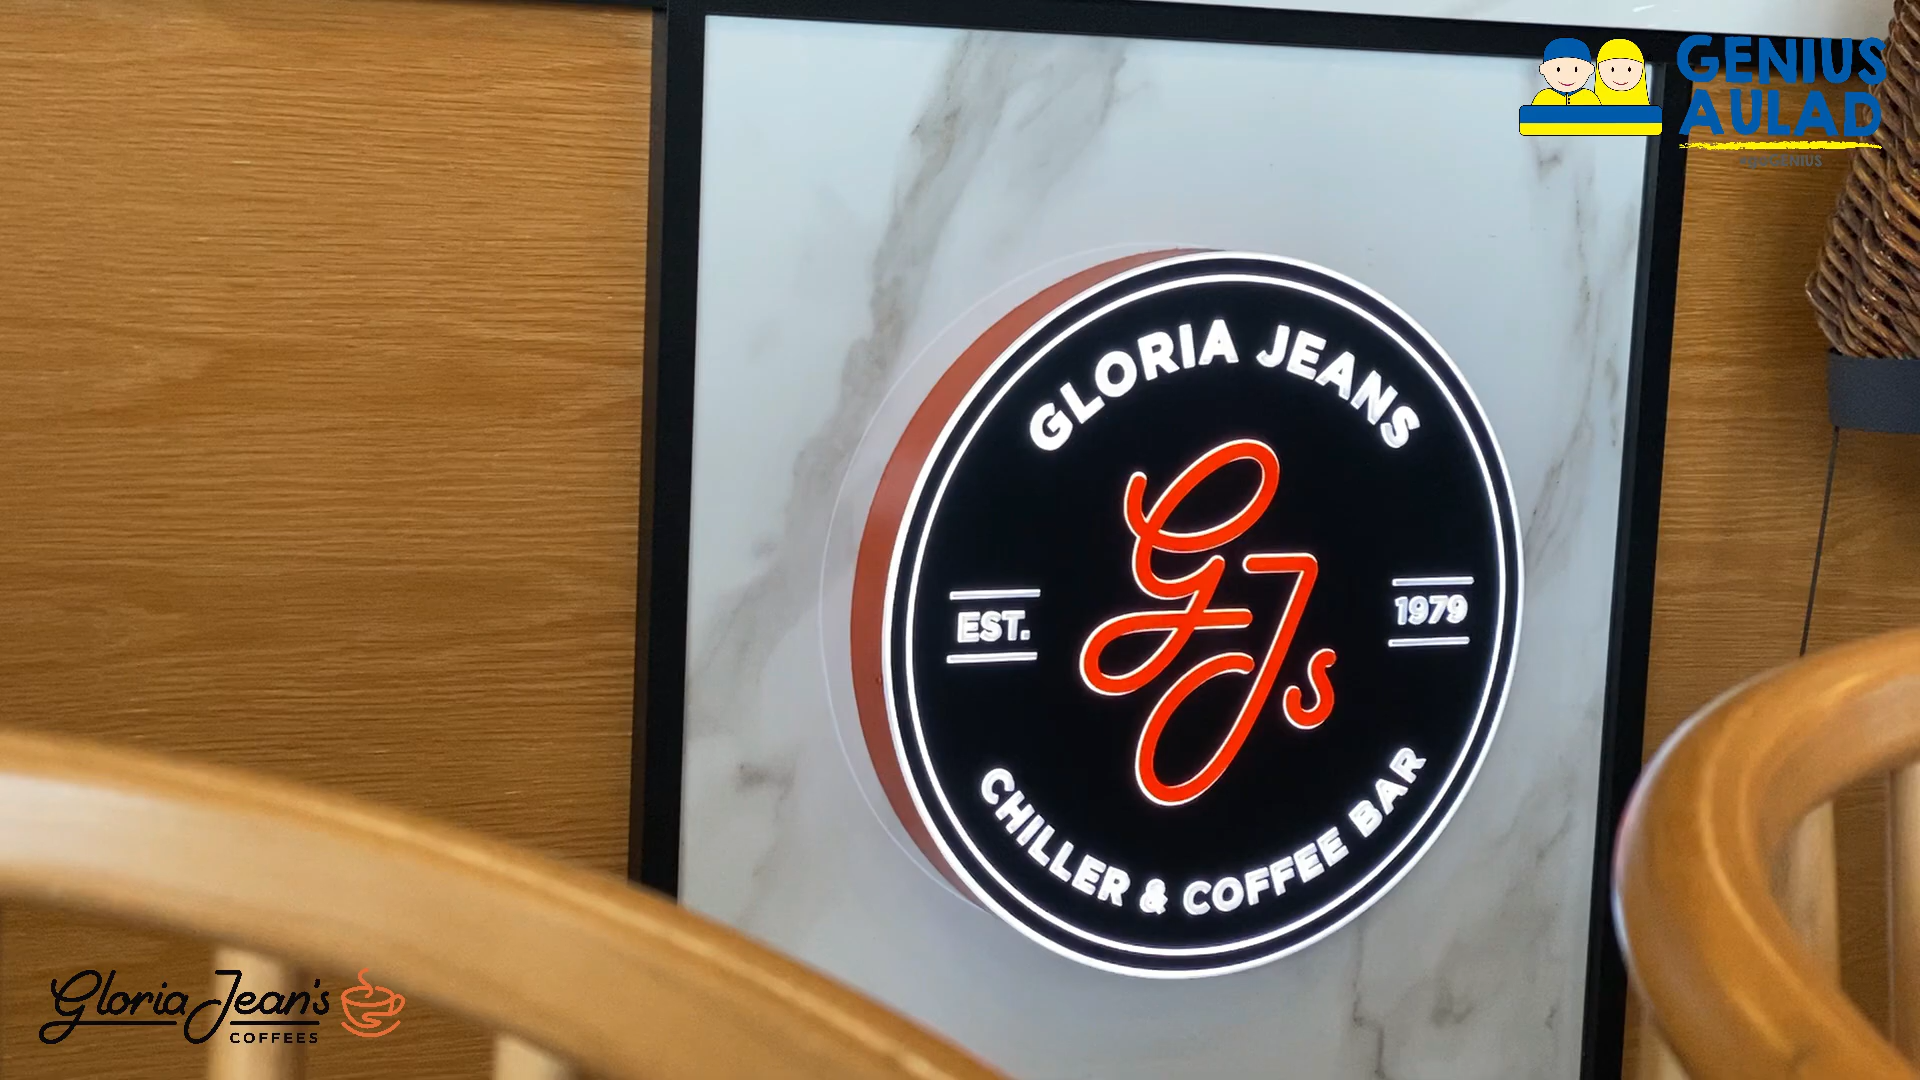 GENIUS
AULAD
GLORIA JEANS
GJs
EST.
1979
CHILLER & COFFEE BAR
Gloria Jean's
COFFEES